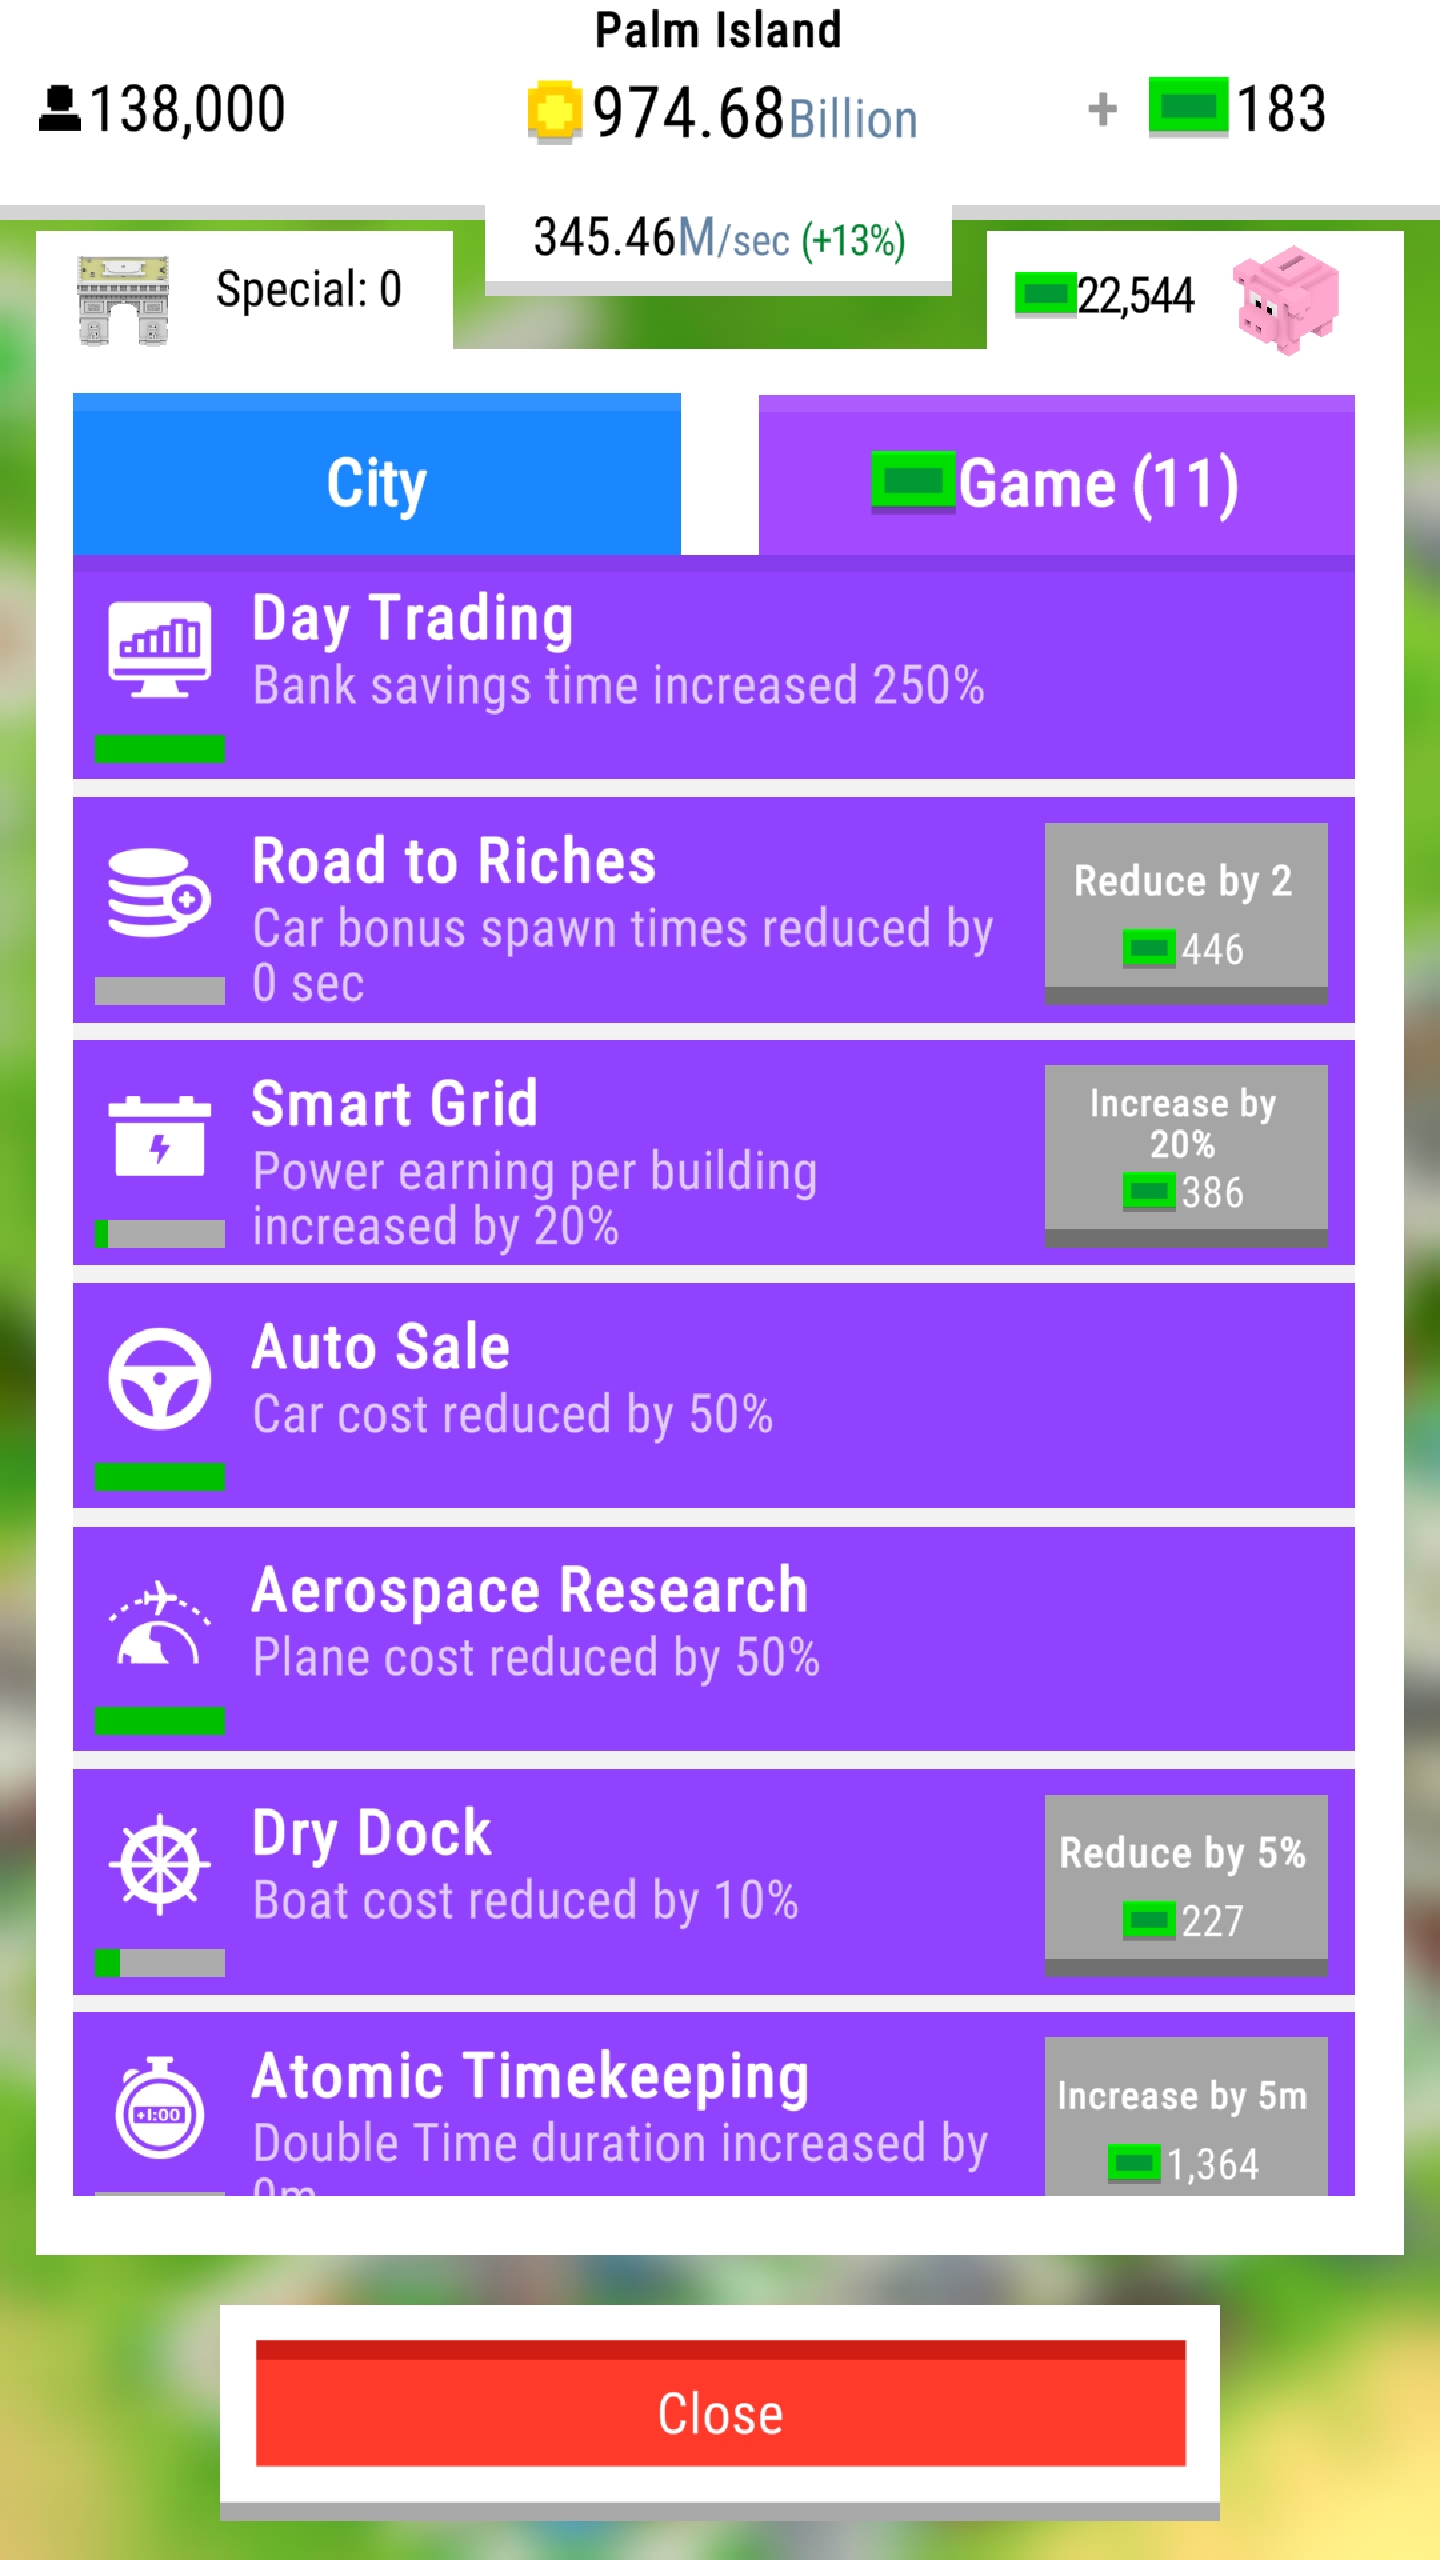 Palm Island
138,000
974.68Billion
+ 183
345.46M/sec (+13%)
Special: 0
22,544
City
Game (11)
Day Trading
Bank savings time increased 250%
Road to Riches
Car bonus spawn times reduced by
0 sec
Reduce by 2
446
Smart Grid
Power earning per building
increased by 20%
Increase by
20%
386
Auto Sale
Car cost reduced by 50%
Aerospace Research
Plane cost reduced by 50%
Dry Dock
Boat cost reduced by 10%
Reduce by 5%
227
+1:00
Atomic Timekeeping
Double Time duration increased by
0m
Increase by 5m
1,364
Close